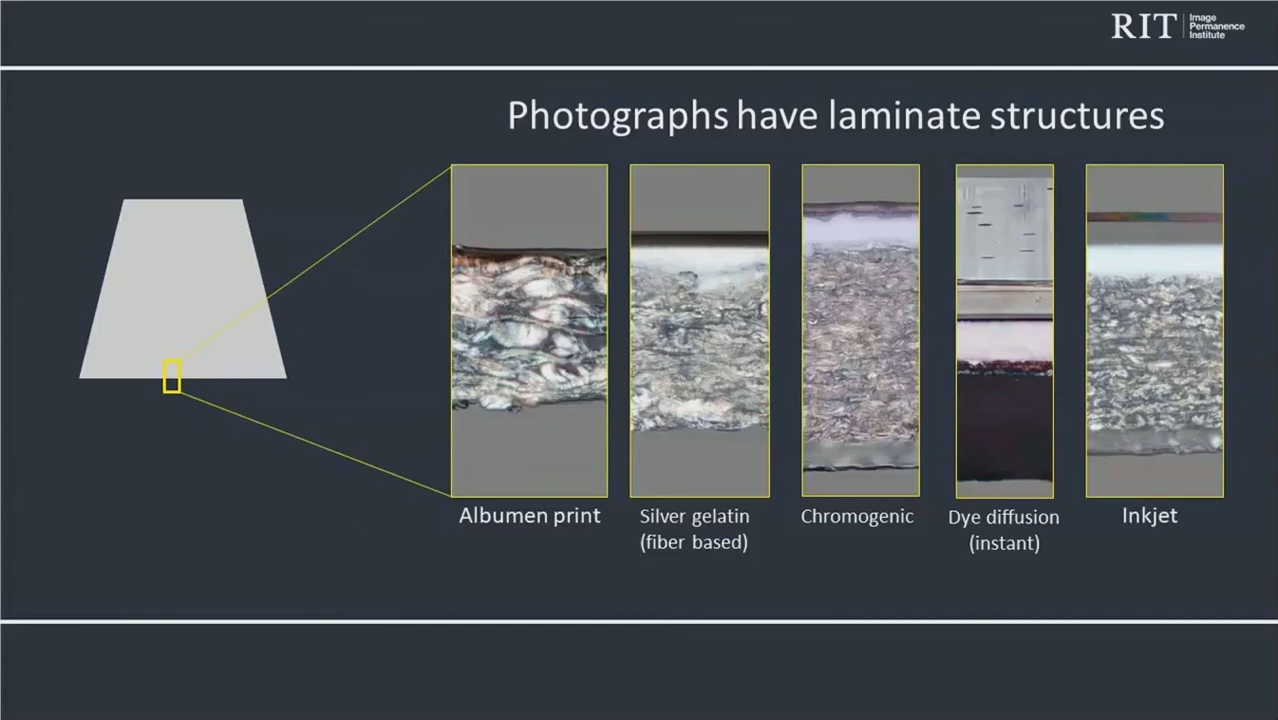 RIT
Image
Permanence
Institute
Photographs have laminate structures
Albumen print
Silver gelatin
(fiber based)
Chromogenic
Dye diffusion
(instant)
Inkjet